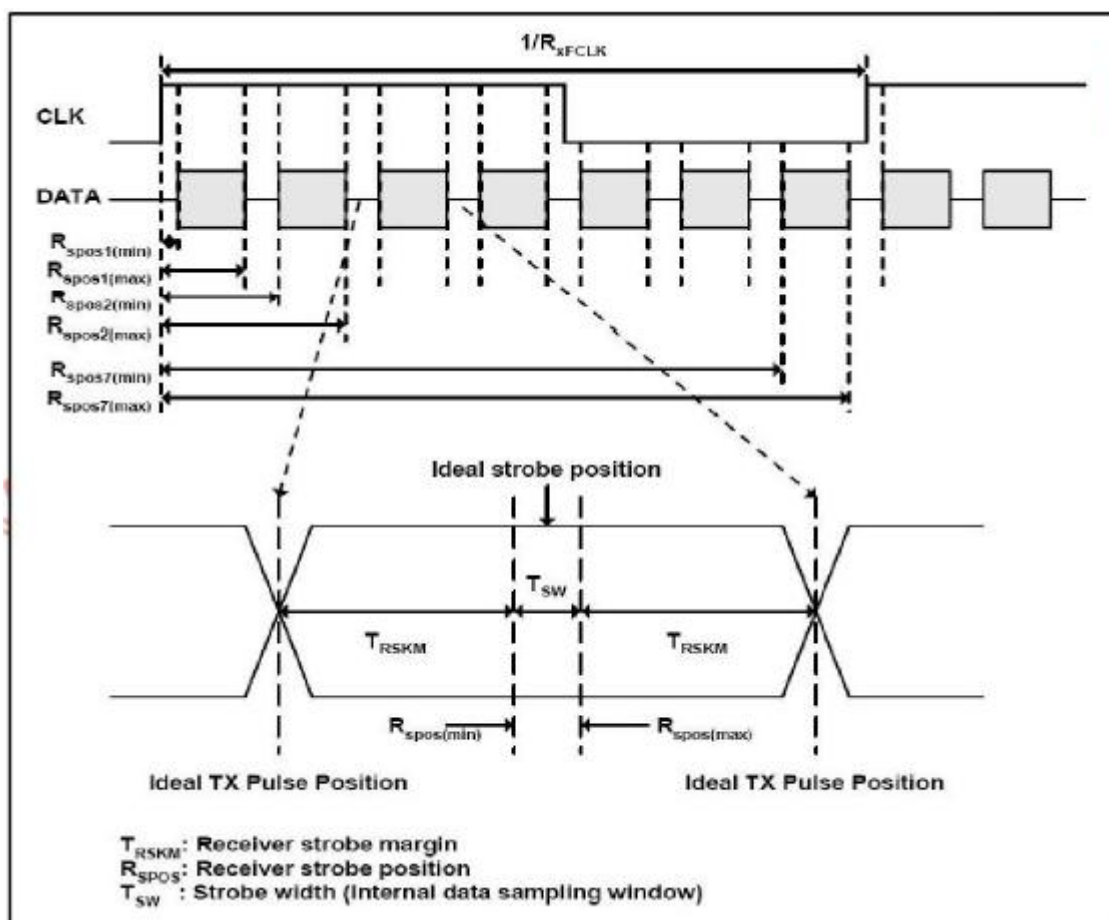 1/RxFCLK
CLK
DATA
Rspos1(min)
Rspos1(max)
Rspos2(min)
Rspos2(max)
Rspos7(min)
Rspos7(max)
Ideal strobe position
TSW
TRSKM TRSKM
Rspos(min) Rspos(max)
Ideal TX Pulse Position Ideal TX Pulse Position
TRSKM: Receiver strobe margin
RSPOS: Receiver strobe position
TSW : Strobe width (Internal data sampling window)